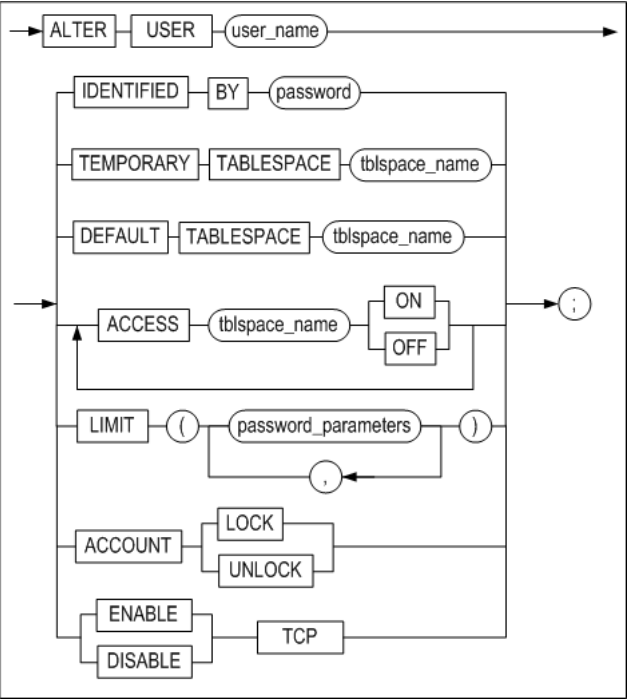 ALTER USER user_name
IDENTIFIED BY password
TEMPORARY TABLESPACE tblspace_name
DEFAULT TABLESPACE tblspace_name
ACCESS tblspace_name ON
OFF
;
LIMIT ( password_parameters )
,
ACCOUNT LOCK
UNLOCK
ENABLE
DISABLE TCP